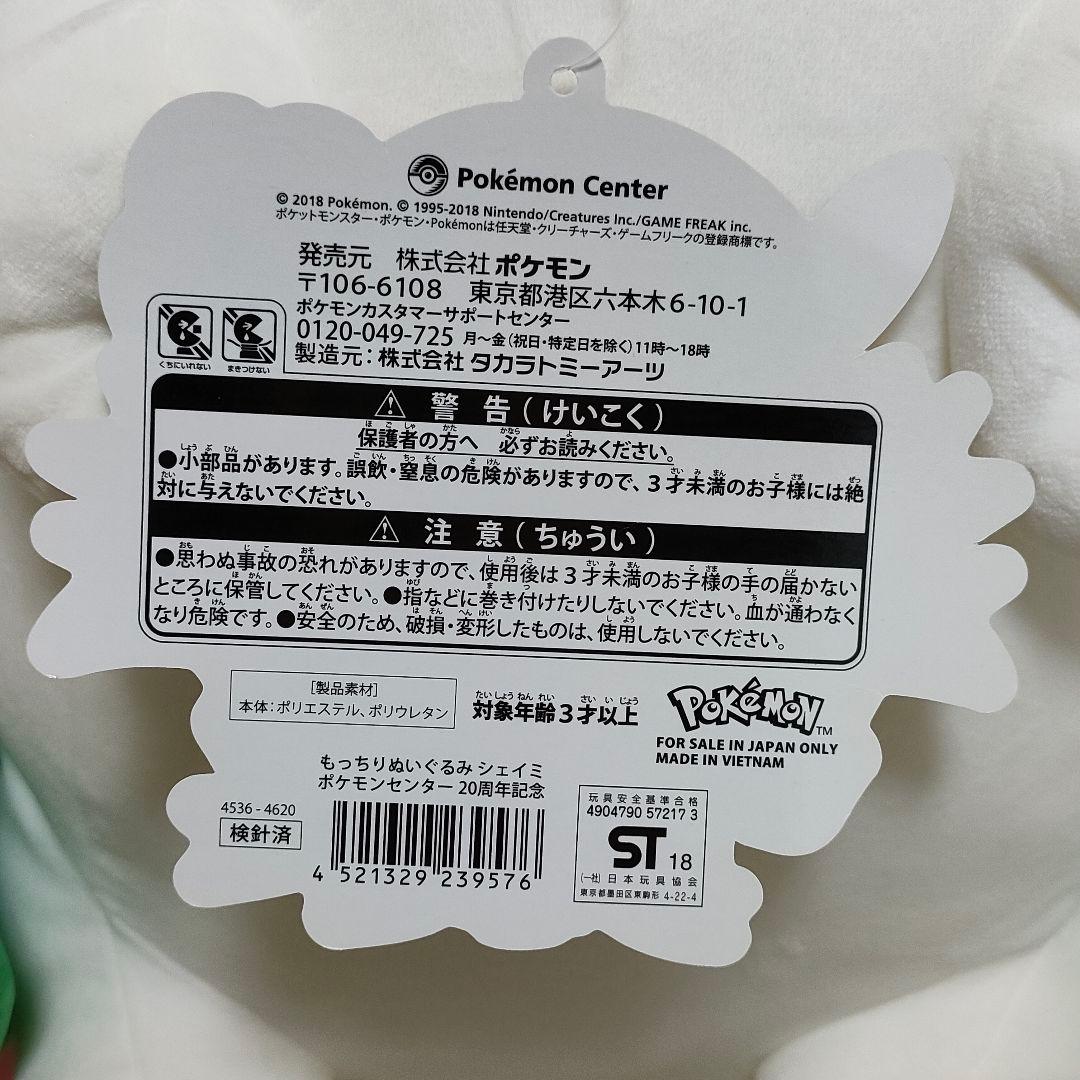 Pokémon Center
© 2018 Pokémon. © 1995-2018 Nintendo/Creatures Inc./GAME FREAK inc.
ポケットモンスター・ポケモン・Pokémonは任天堂・クリーチャーズ・ゲームフリークの登録商標です。
発売元 株式会社 ポケモン
〒106-6108 東京都港区六本木6-10-1
ポケモンカスタマーサポートセンター
0120-049-725 月~金(祝日・特定日を除く)11時~18時
製造元:株式会社 タカラトミーアーツ
くちにいれない まきつけない
警告(けいこく)
保護者の方へ 必ずお読みください。
●小部品があります。誤飲・窒息の危険がありますので、3才未満のお子様には絶
対に与えないでください。
注意(ちゅうい)
●思わぬ事故の恐れがありますので、使用後は3才未満のお子様の手の届かない
ところに保管してください。●指などに巻き付けたりしないでください。血が通わなく
なり危険です。●安全のため、破損・変形したものは、使用しないでください。
[製品素材]
本体:ポリエステル、ポリウレタン
対象年齢3才以上
POKéMON™
FOR SALE IN JAPAN ONLY
MADE IN VIETNAM
もっちりぬいぐるみ シェイミ
ポケモンセンター 20周年記念
4536-4620
検針済
4 521329 239576
玩具安全基準合格
4904790 57217 3
ST 18
(一社)日本玩具協会
東京都墨田区東駒形 4-22-4